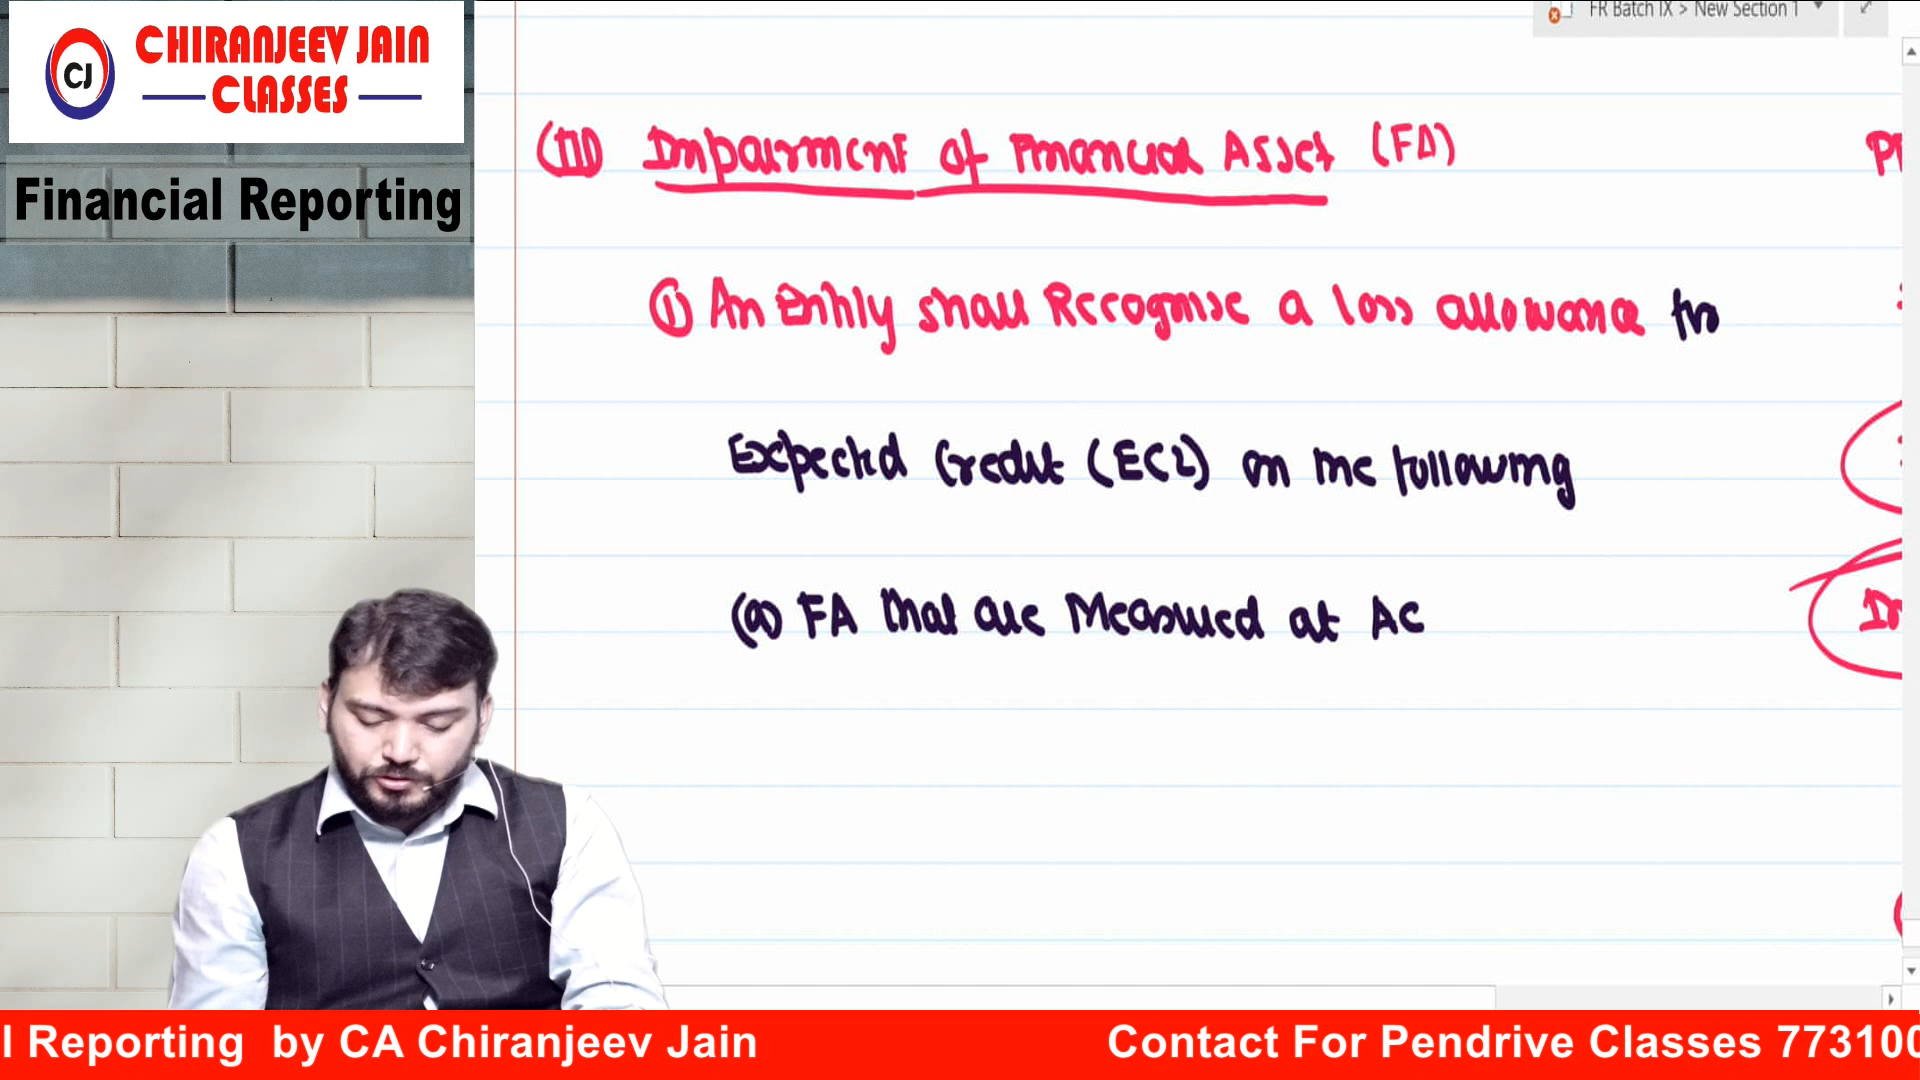 CHIRANJEEV JAIN
CJ
CLASSES
Financial Reporting
FR Batch IX > New Section 1
(III) Impairment of Financial Asset (FA)
① An Entity shall Recognise a loss allowance for
Expected Credit (ECL) on the following
(a) FA that are Measured at AC
l Reporting by CA Chiranjeev Jain
Contact For Pendrive Classes 773100